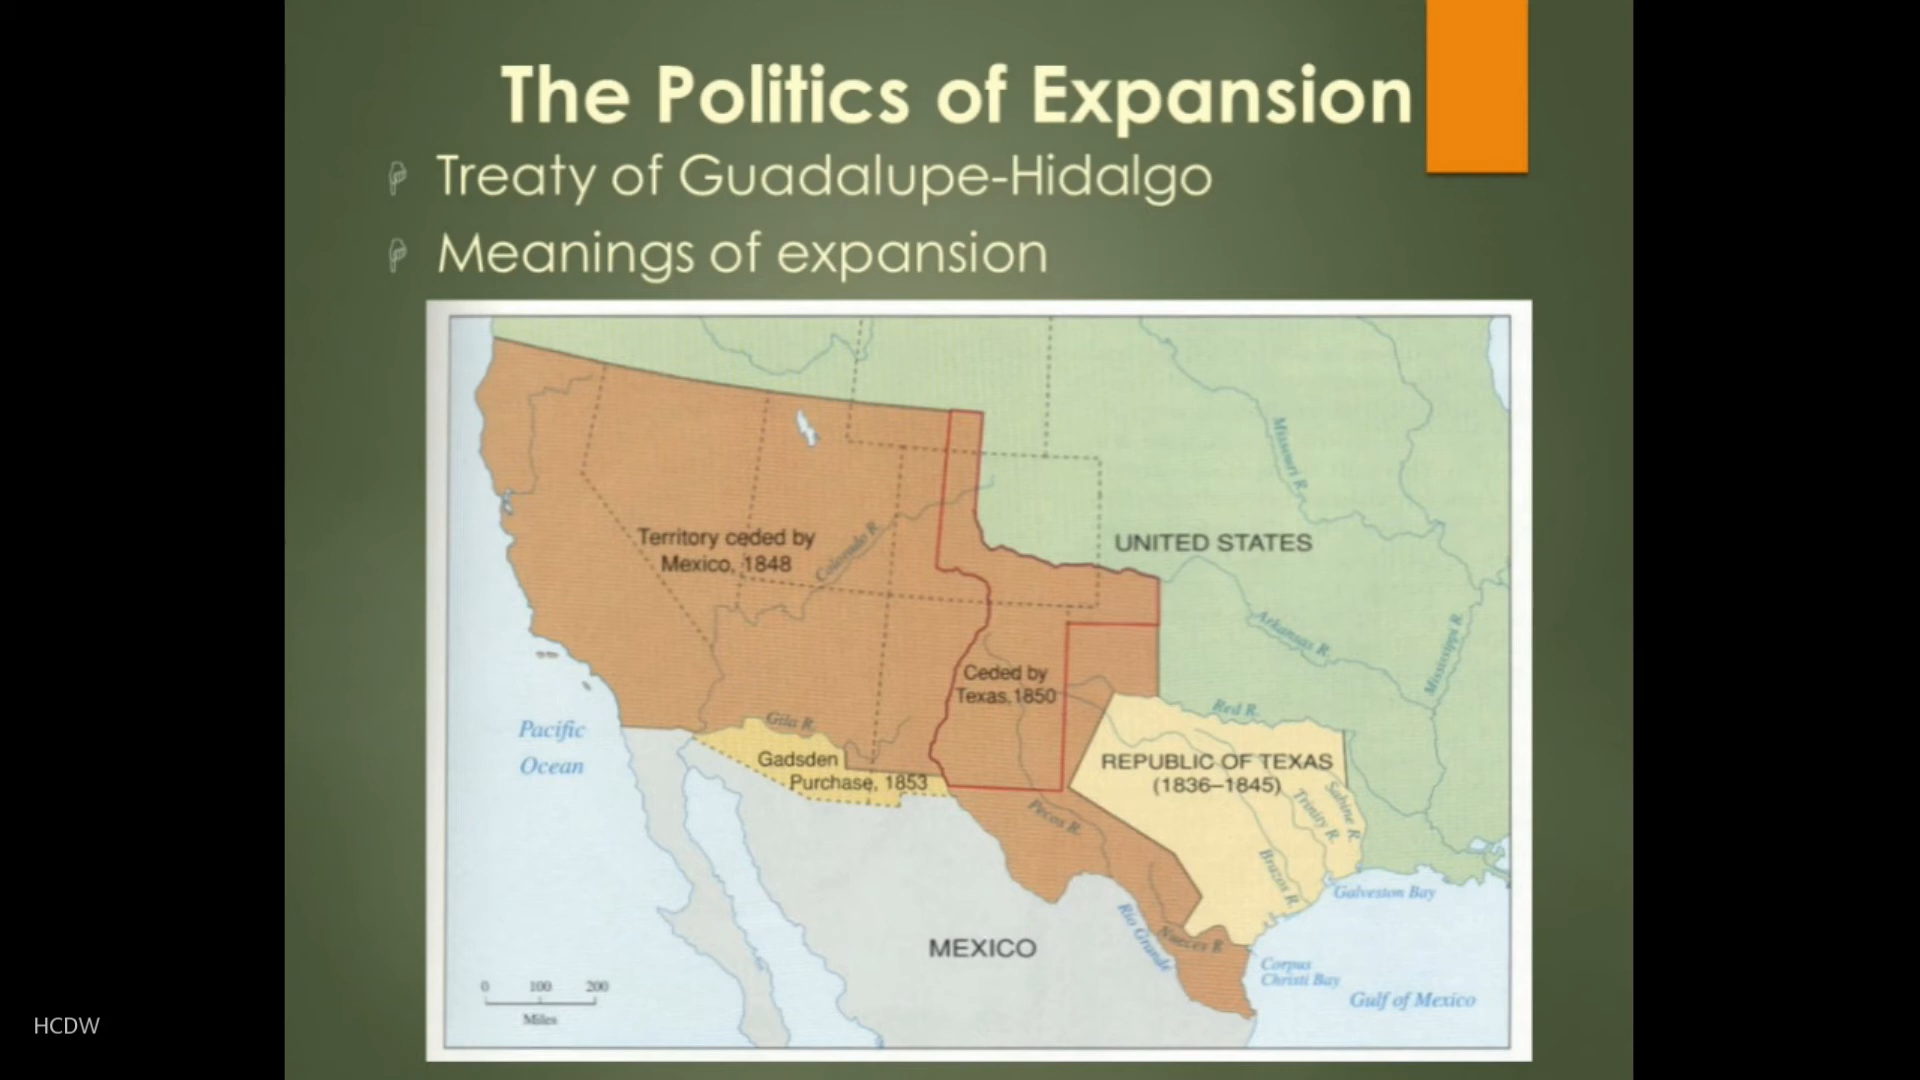 The Politics of Expansion
Treaty of Guadalupe-Hidalgo
Meanings of expansion
Missouri R.
Territory ceded by
Mexico, 1848
Colorado R.
UNITED STATES
Arkansas R.
Mississippi R.
Ceded by
Texas, 1850
Pacific
Ocean
Gila R.
Red R.
Gadsden
Purchase, 1853
REPUBLIC OF TEXAS
(1836–1845)
Sabine R.
Trinity R.
Pecos R.
Brazos R.
Galveston Bay
Rio Grande
Nueces R.
MEXICO
Corpus
Christi Bay
Gulf of Mexico
0 100 200
Miles
HCDW